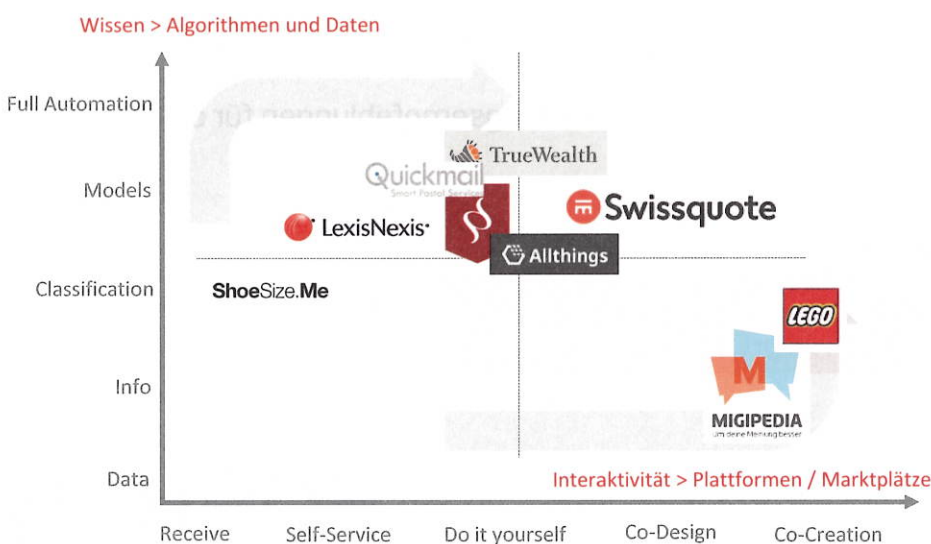 Wissen > Algorithmen und Daten
Full Automation
TrueWealth
Quickmail
Smart Postal Services
Models
Swissquote
LexisNexis
Allthings
Classification
ShoeSize.Me
LEGO
M
Info
MIGIPEDIA
um deine Meinung besser
Data
Interaktivität > Plattformen / Marktplätze
Receive
Self-Service
Do it yourself
Co-Design
Co-Creation